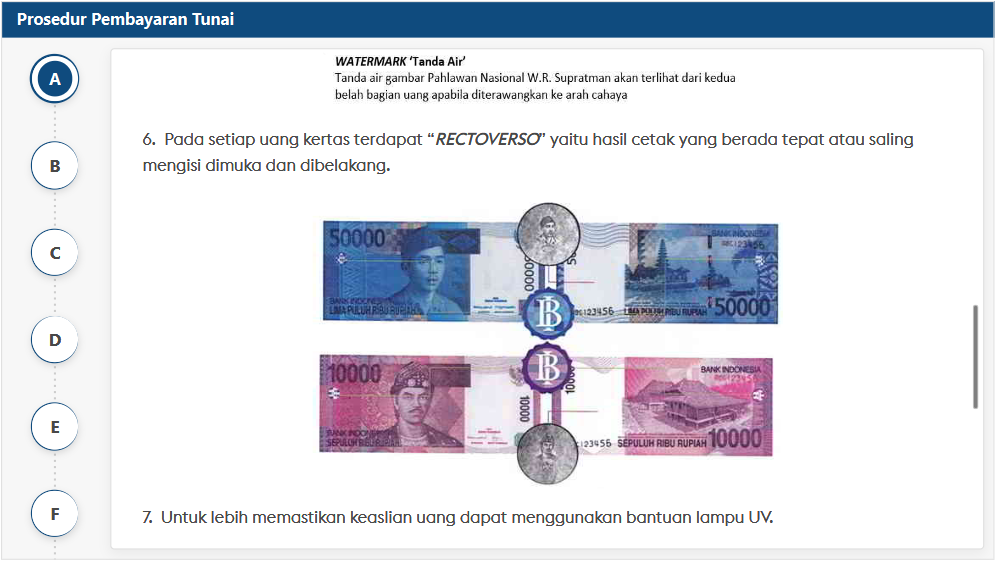 Prosedur Pembayaran Tunai
A
B
C
D
E
F
WATERMARK ‘Tanda Air’
Tanda air gambar Pahlawan Nasional W.R. Supratman akan terlihat dari kedua
belah bagian uang apabila diterawangkan ke arah cahaya
6. Pada setiap uang kertas terdapat “RECTOVERSO” yaitu hasil cetak yang berada tepat atau saling
mengisi dimuka dan dibelakang.
50000
BANK INDONESIA
LIMA PULUH RIBU RUPIAH
50000
BI
BANK INDONESIA
123456
123456
LIMA PULUH RIBU RUPIAH 50000
10000
BANK INDONESIA
SEPULUH RIBU RUPIAH
10000
BI
BANK INDONESIA
123456 SEPULUH RIBU RUPIAH 10000
7. Untuk lebih memastikan keaslian uang dapat menggunakan bantuan lampu UV.